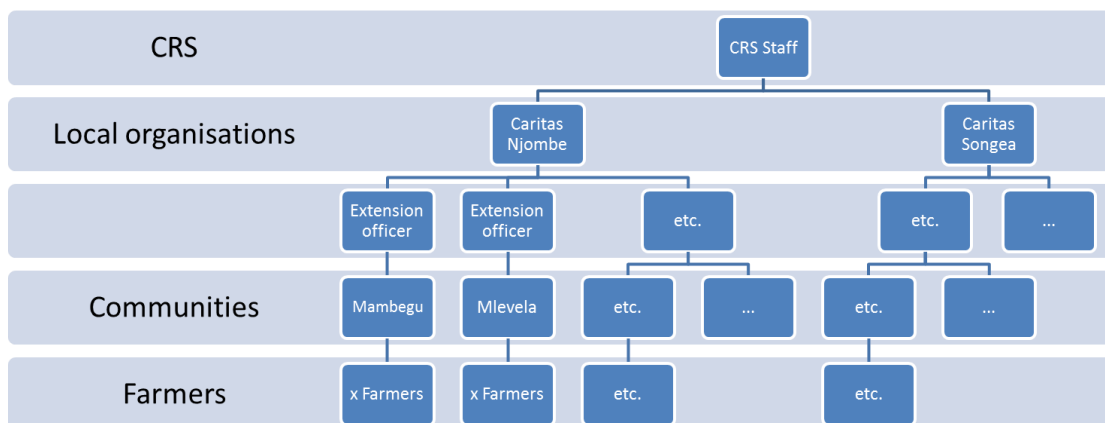 CRS
CRS Staff
Local organisations
Caritas
Njombe
Caritas
Songea
Extension
officer
Extension
officer
etc.
etc.
...
Communities
Mambegu
Mlevela
etc.
...
etc.
...
Farmers
x Farmers
x Farmers
etc.
etc.